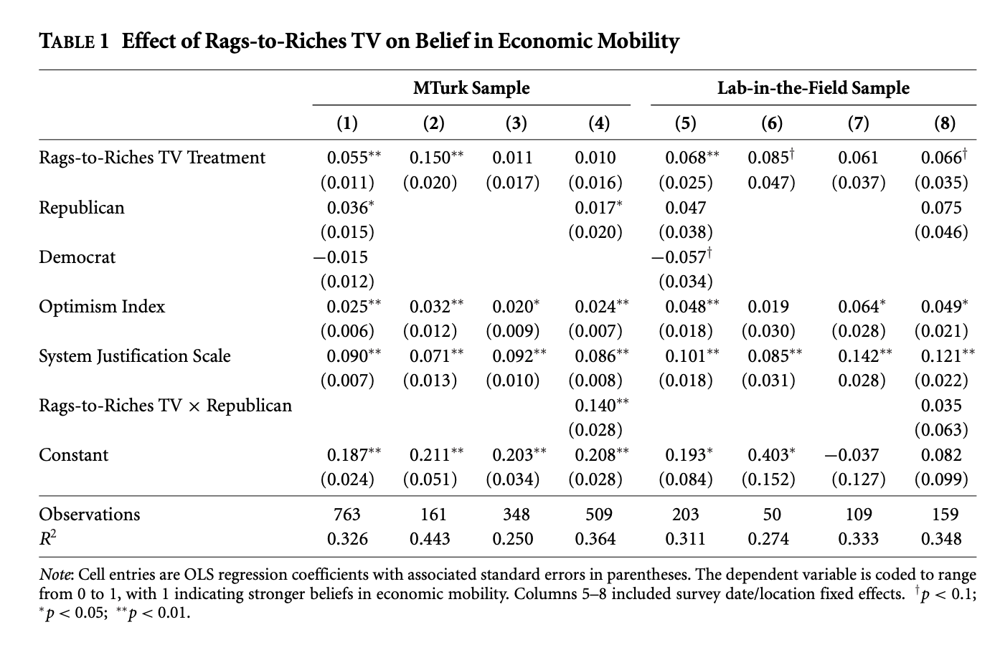 TABLE 1 Effect of Rags-to-Riches TV on Belief in Economic Mobility
MTurk Sample Lab-in-the-Field Sample
(1) (2) (3) (4) (5) (6) (7) (8)
Rags-to-Riches TV Treatment 0.055** 0.150** 0.011 0.010 0.068** 0.085† 0.061 0.066†
(0.011) (0.020) (0.017) (0.016) (0.025) 0.047) (0.037) (0.035)
Republican 0.036* 0.017* 0.047 0.075
(0.015) (0.020) (0.038) (0.046)
Democrat −0.015 −0.057†
(0.012) (0.034)
Optimism Index 0.025** 0.032** 0.020* 0.024** 0.048** 0.019 0.064* 0.049*
(0.006) (0.012) (0.009) (0.007) (0.018) (0.030) (0.028) (0.021)
System Justification Scale 0.090** 0.071** 0.092** 0.086** 0.101** 0.085** 0.142** 0.121**
(0.007) (0.013) (0.010) (0.008) (0.018) (0.031) 0.028) (0.022)
Rags-to-Riches TV × Republican 0.140** 0.035
(0.028) (0.063)
Constant 0.187** 0.211** 0.203** 0.208** 0.193* 0.403* −0.037 0.082
(0.024) (0.051) (0.034) (0.028) (0.084) (0.152) (0.127) (0.099)
Observations 763 161 348 509 203 50 109 159
R² 0.326 0.443 0.250 0.364 0.311 0.274 0.333 0.348
Note: Cell entries are OLS regression coefficients with associated standard errors in parentheses. The dependent variable is coded to range
from 0 to 1, with 1 indicating stronger beliefs in economic mobility. Columns 5–8 included survey date/location fixed effects. †p < 0.1;
*p < 0.05; **p < 0.01.